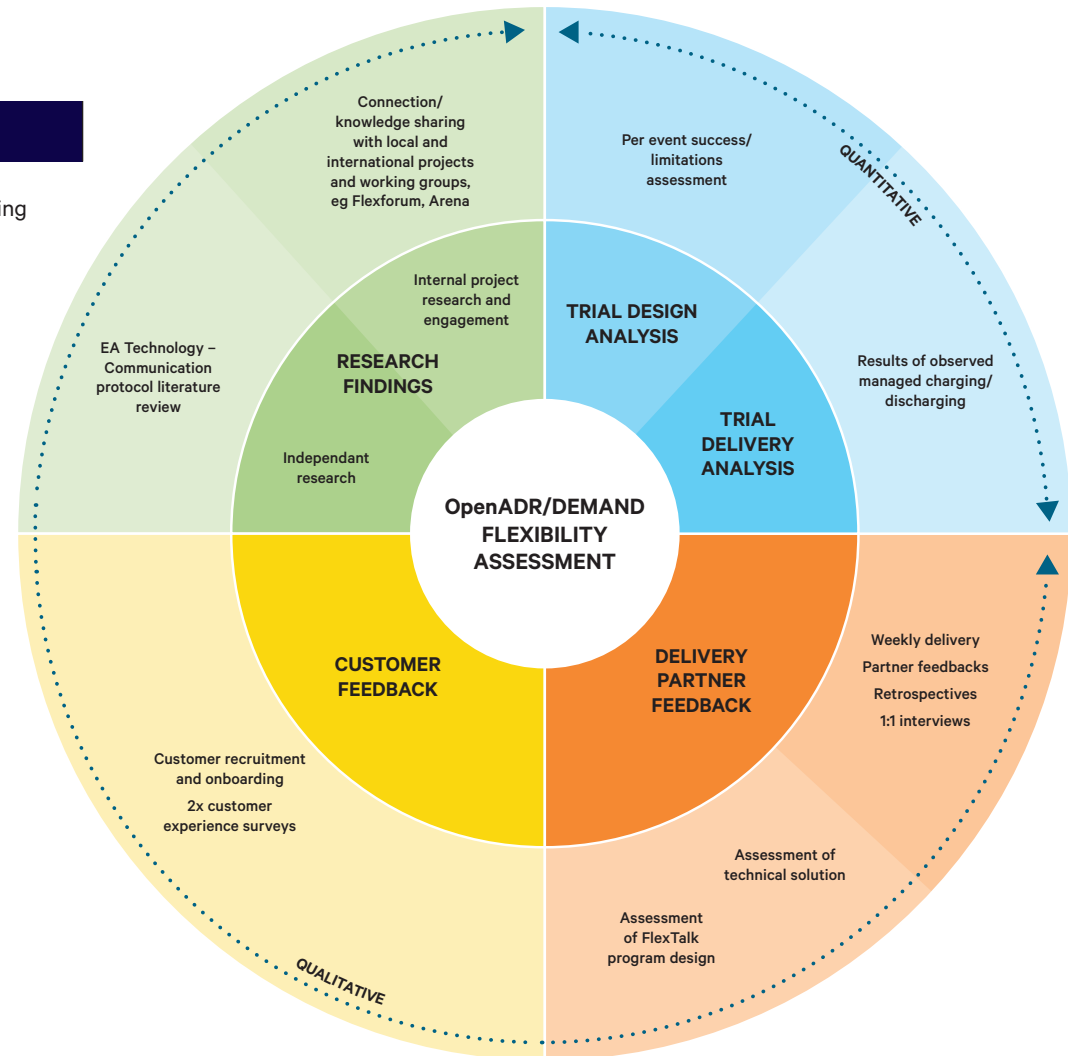 ing
Connection/
knowledge sharing
with local and
international projects
and working groups,
eg Flexforum, Arena
Per event success/
limitations
assessment
QUANTITATIVE
Internal project
research and
engagement
TRIAL DESIGN
ANALYSIS
EA Technology –
Communication
protocol literature
review
RESEARCH
FINDINGS
Results of observed
managed charging/
discharging
TRIAL
DELIVERY
ANALYSIS
Independant
research
OpenADR/DEMAND
FLEXIBILITY
ASSESSMENT
CUSTOMER
FEEDBACK
DELIVERY
PARTNER
FEEDBACK
Weekly delivery
Partner feedbacks
Retrospectives
1:1 interviews
Customer recruitment
and onboarding
2x customer
experience surveys
Assessment of
technical solution
Assessment
of FlexTalk
program design
QUALITATIVE